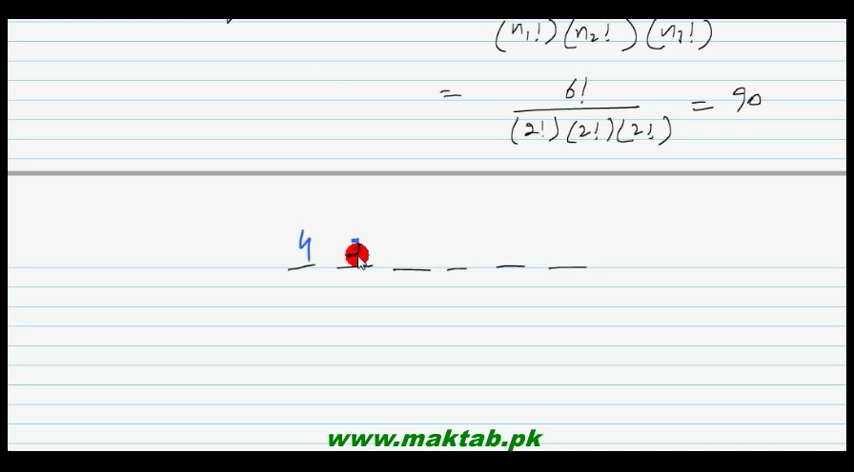 (n₁!)(n₂!)(n₃!)
= 6! / (2!)(2!)(2!) = 90
4
www.maktab.pk